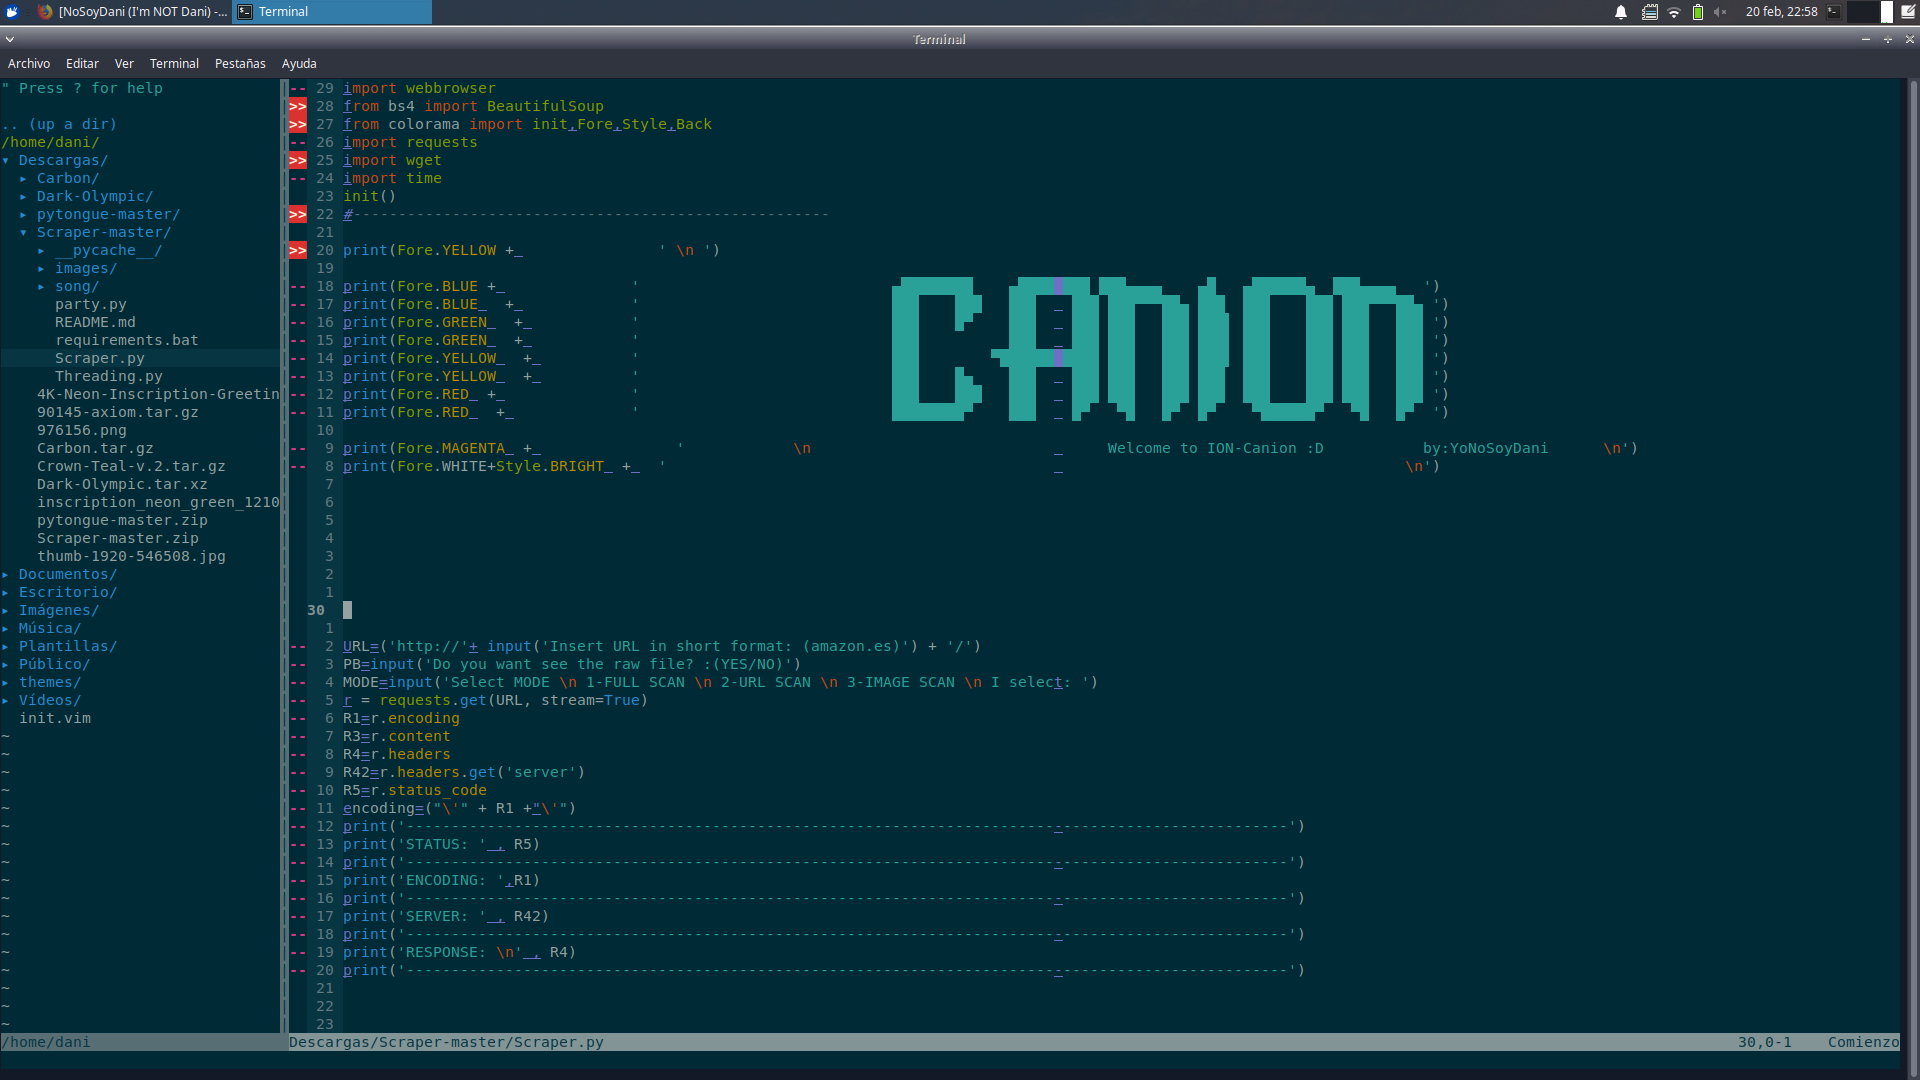 [NoSoyDani (I'm NOT Dani) -... Terminal 20 feb, 22:58
Terminal
Archivo Editar Ver Terminal Pestañas Ayuda
" Press ? for help
.. (up a dir)
/home/dani/
▾ Descargas/
▸ Carbon/
▸ Dark-Olympic/
▸ pytongue-master/
▾ Scraper-master/
▸ __pycache__/
▸ images/
▸ song/
party.py
README.md
requirements.bat
Scraper.py
Threading.py
4K-Neon-Inscription-Greetin
90145-axiom.tar.gz
976156.png
Carbon.tar.gz
Crown-Teal-v.2.tar.gz
Dark-Olympic.tar.xz
inscription_neon_green_1210
pytongue-master.zip
Scraper-master.zip
thumb-1920-546508.jpg
▸ Documentos/
▸ Escritorio/
▸ Imágenes/
▸ Música/
▸ Plantillas/
▸ Público/
▸ themes/
▸ Vídeos/
init.vim
-- 29 import webbrowser
>> 28 from bs4 import BeautifulSoup
>> 27 from colorama import init,Fore,Style,Back
-- 26 import requests
>> 25 import wget
-- 24 import time
23 init()
>> 22 #-----------------------------------------------------
21
>> 20 print(Fore.YELLOW +_ ' \n ')
19
CANDON
-- 18 print(Fore.BLUE +_ ' ')
-- 17 print(Fore.BLUE_ +_ ' _ ')
-- 16 print(Fore.GREEN_ +_ ' _ ')
-- 15 print(Fore.GREEN_ +_ ' _ ')
-- 14 print(Fore.YELLOW_ +_ ' ')
-- 13 print(Fore.YELLOW_ +_ ' _ ')
-- 12 print(Fore.RED_ +_ ' _ ')
-- 11 print(Fore.RED_ +_ ' _ ')
10
-- 9 print(Fore.MAGENTA_ +_ ' \n _ Welcome to ION-Canion :D by:YoNoSoyDani \n')
-- 8 print(Fore.WHITE+Style.BRIGHT_ +_ ' _ \n')
7
6
5
4
3
2
1
30
1
-- 2 URL=('http://'+ input('Insert URL in short format: (amazon.es)') + '/')
-- 3 PB=input('Do you want see the raw file? :(YES/NO)')
-- 4 MODE=input('Select MODE \n 1-FULL SCAN \n 2-URL SCAN \n 3-IMAGE SCAN \n I select: ')
-- 5 r = requests.get(URL, stream=True)
-- 6 R1=r.encoding
-- 7 R3=r.content
-- 8 R4=r.headers
-- 9 R42=r.headers.get('server')
-- 10 R5=r.status_code
-- 11 encoding=("\'" + R1 +"\'")
-- 12 print('--------------------------------------------------------------------------------------------------')
-- 13 print('STATUS: '_, R5)
-- 14 print('--------------------------------------------------------------------------------------------------')
-- 15 print('ENCODING: ',R1)
-- 16 print('--------------------------------------------------------------------------------------------------')
-- 17 print('SERVER: '_, R42)
-- 18 print('--------------------------------------------------------------------------------------------------')
-- 19 print('RESPONSE: \n'_, R4)
-- 20 print('--------------------------------------------------------------------------------------------------')
21
22
23
/home/dani Descargas/Scraper-master/Scraper.py 30,0-1 Comienzo